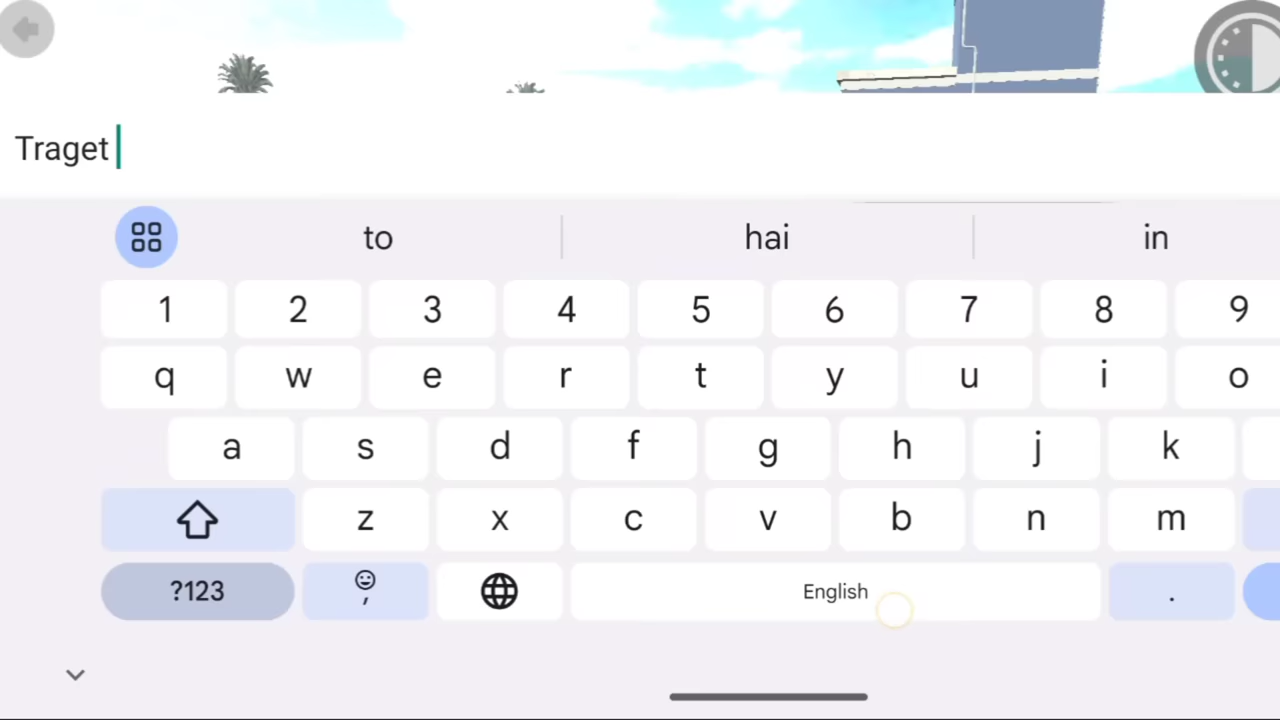 Traget
to hai in
1 2 3 4 5 6 7 8 9
q w e r t y u i o
a s d f g h j k
z x c v b n m
?123 , English .